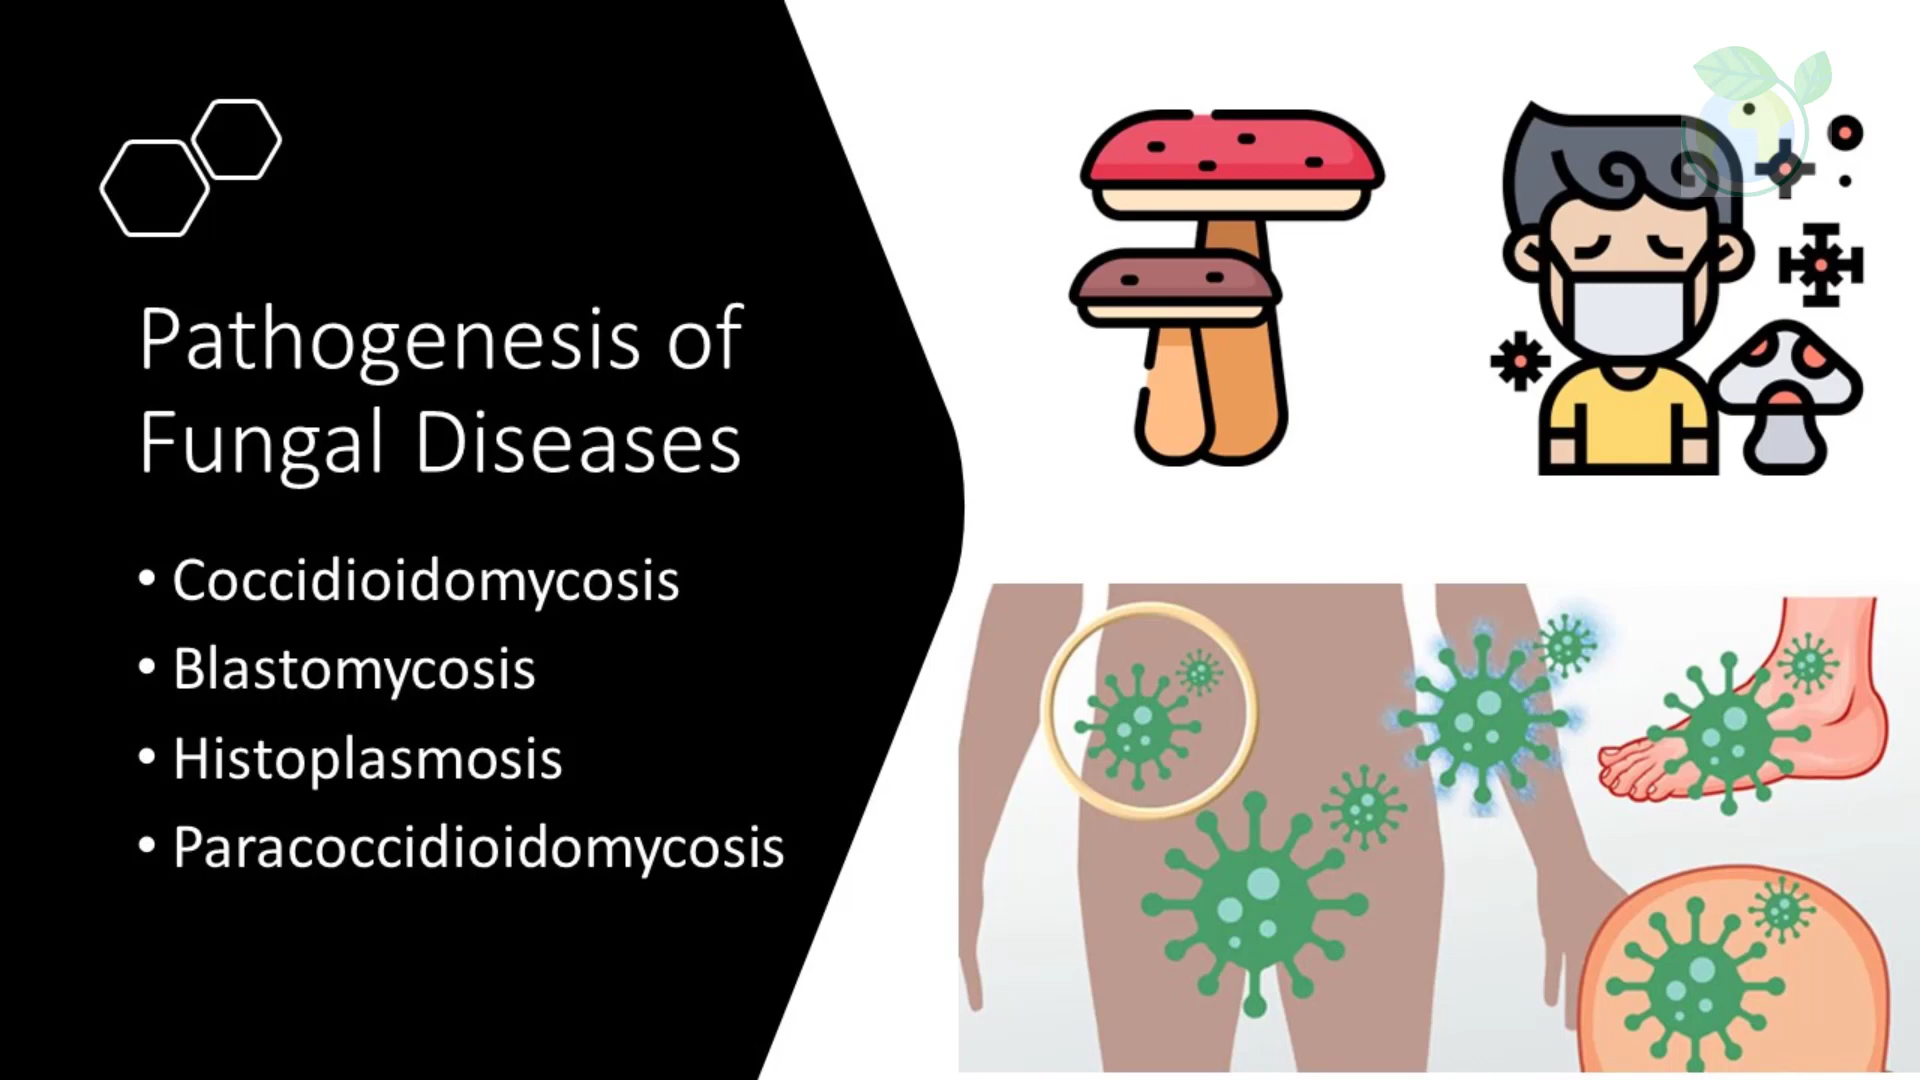 Pathogenesis of
Fungal Diseases
• Coccidioidomycosis
• Blastomycosis
• Histoplasmosis
• Paracoccidioidomycosis